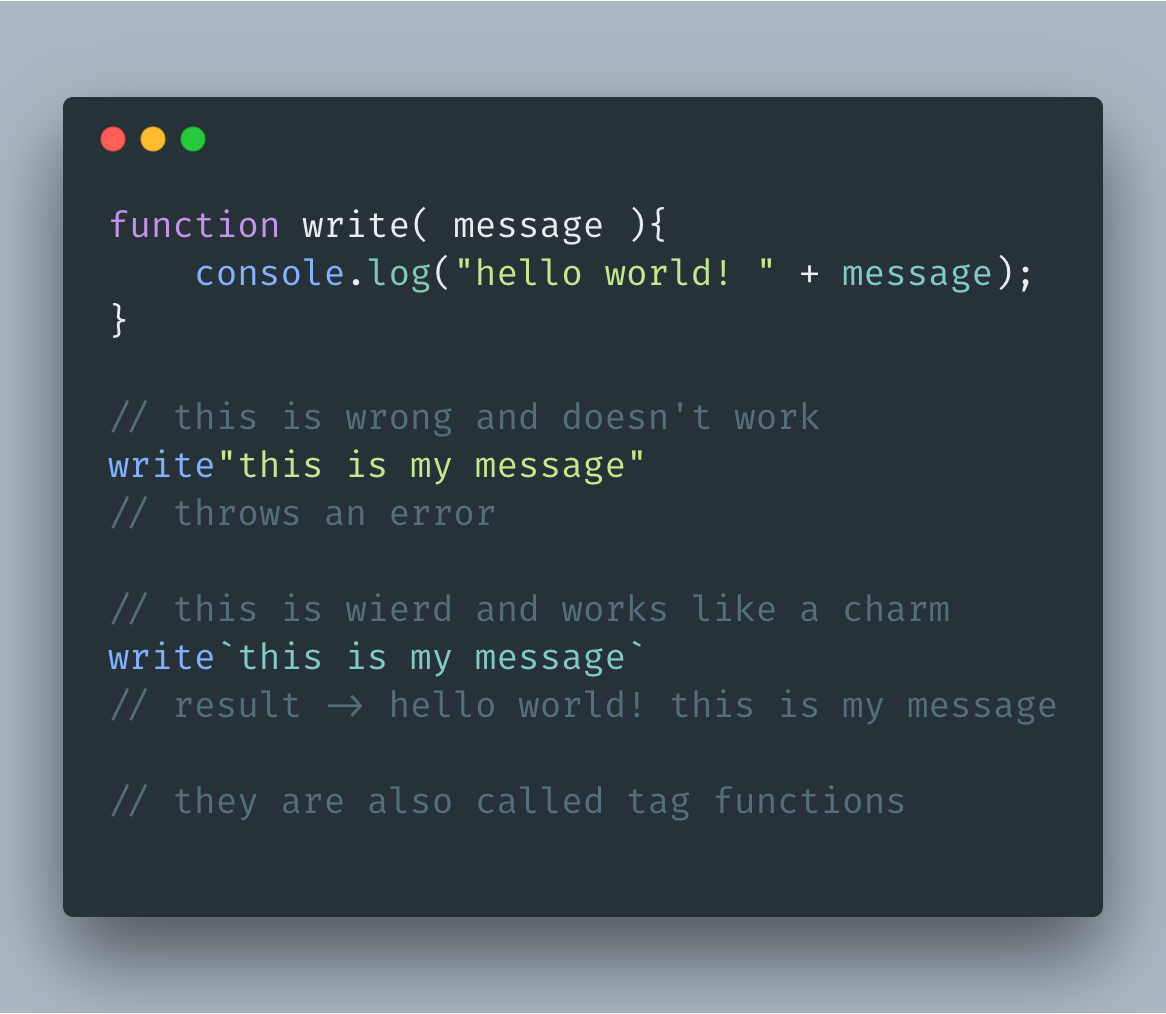 function write( message ){
    console.log("hello world! " + message);
}
// this is wrong and doesn't work
write"this is my message"
// throws an error
// this is wierd and works like a charm
write`this is my message`
// result -> hello world! this is my message
// they are also called tag functions